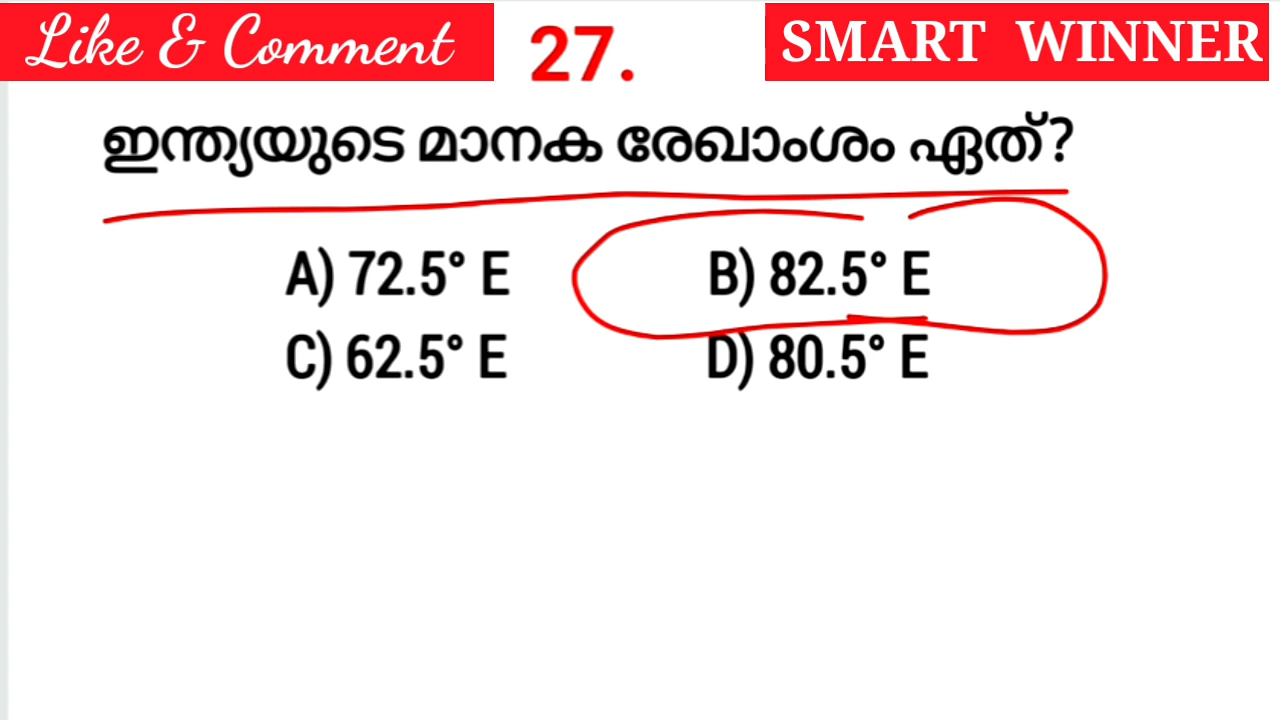 Like & Comment 27. SMART WINNER
ഇന്ത്യയുടെ മാനക രേഖാംശം ഏത്?
A) 72.5° E B) 82.5° E
C) 62.5° E D) 80.5° E